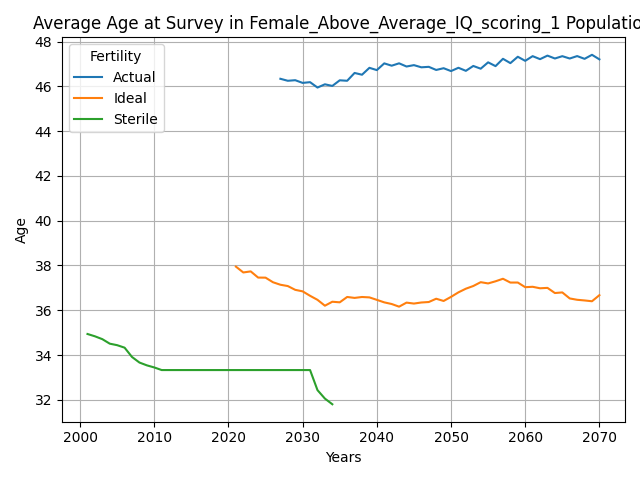 Average Age at Survey in Female_Above_Average_IQ_scoring_1 Populatio
48
46
44
42
40
38
36
34
32
Age
Fertility
Actual
Ideal
Sterile
2000 2010 2020 2030 2040 2050 2060 2070
Years